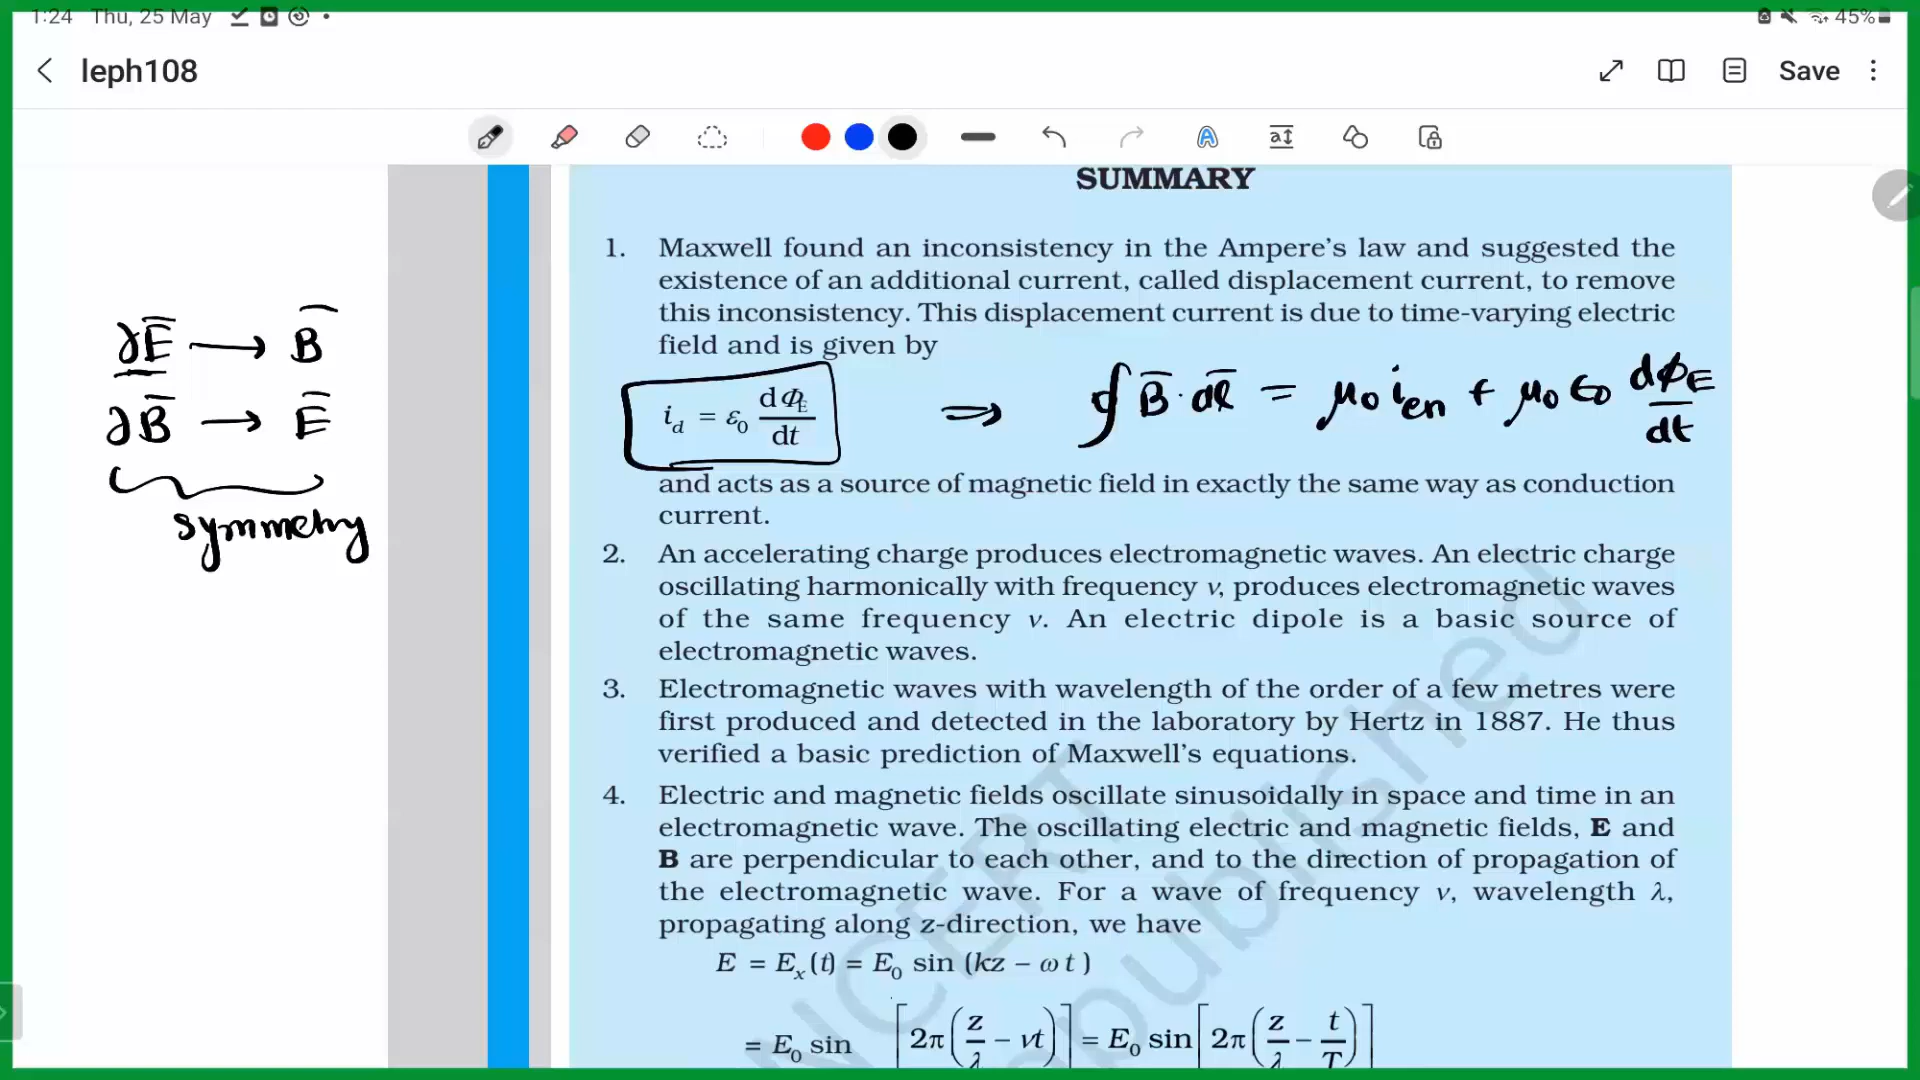 1:24 Thu, 25 May
45%
leph108
Save
SUMMARY
1. Maxwell found an inconsistency in the Ampere's law and suggested the
existence of an additional current, called displacement current, to remove
this inconsistency. This displacement current is due to time-varying electric
field and is given by
i_d = ε₀ dΦ_E/dt ⇒ ∮ B̅·dl̅ = μ₀ i_en + μ₀ ε₀ dϕ_E/dt
and acts as a source of magnetic field in exactly the same way as conduction
current.
∂E̅ → B̅
∂B̅ → E̅
symmetry
2. An accelerating charge produces electromagnetic waves. An electric charge
oscillating harmonically with frequency ν, produces electromagnetic waves
of the same frequency ν. An electric dipole is a basic source of
electromagnetic waves.
3. Electromagnetic waves with wavelength of the order of a few metres were
first produced and detected in the laboratory by Hertz in 1887. He thus
verified a basic prediction of Maxwell's equations.
4. Electric and magnetic fields oscillate sinusoidally in space and time in an
electromagnetic wave. The oscillating electric and magnetic fields, E and
B are perpendicular to each other, and to the direction of propagation of
the electromagnetic wave. For a wave of frequency ν, wavelength λ,
propagating along z-direction, we have
E = E_x (t) = E₀ sin (kz – ω t )
= E₀ sin [2π(z/λ – νt)] = E₀ sin[2π(z/λ – t/T)]
NCERT
republished